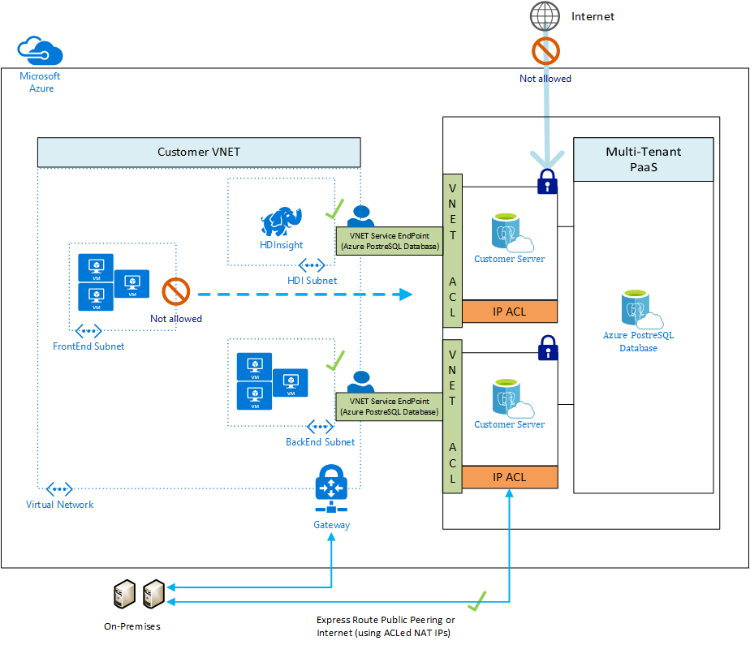 Internet
Not allowed
Microsoft
Azure
Customer VNET
Multi-Tenant
PaaS
HDInsight
HDI Subnet
VNET Service EndPoint
(Azure PostreSQL Database)
VNET ACL
Customer Server
IP ACL
VM
VM
VM
Not allowed
FrontEnd Subnet
Azure PostreSQL
Database
VM
VM
VM
BackEnd Subnet
VNET Service EndPoint
(Azure PostreSQL Database)
VNET ACL
Customer Server
IP ACL
Virtual Network
Gateway
On-Premises
Express Route Public Peering or
Internet (using ACLed NAT IPs)